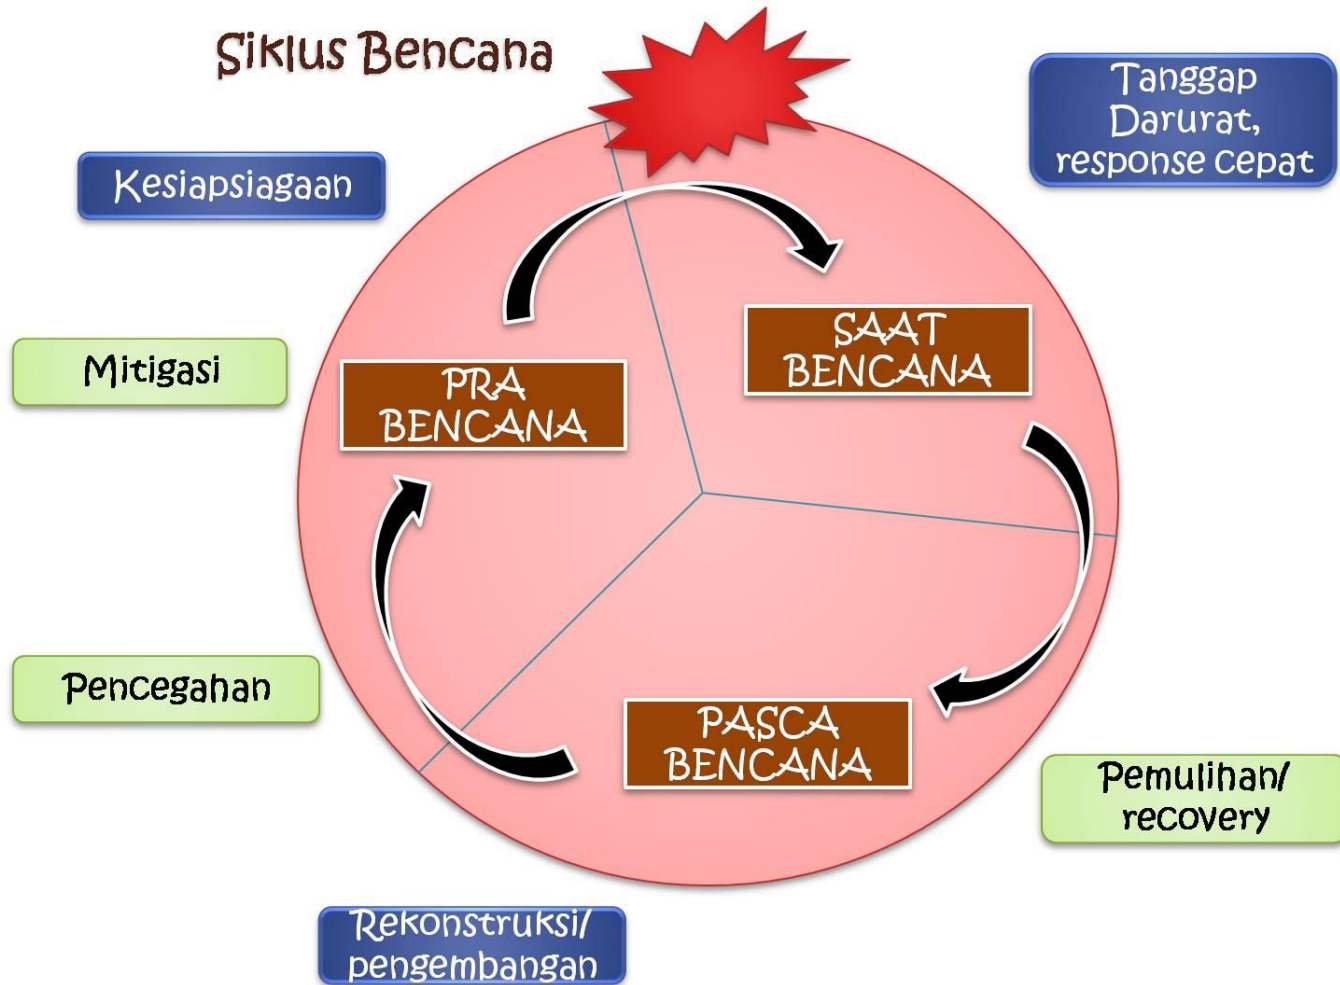 Siklus Bencana
Tanggap
Darurat,
response cepat
Kesiapsiagaan
SAAT
BENCANA
Mitigasi
PRA
BENCANA
Pencegahan
PASCA
BENCANA
Pemulihan/
recovery
Rekonstruksi/
pengembangan